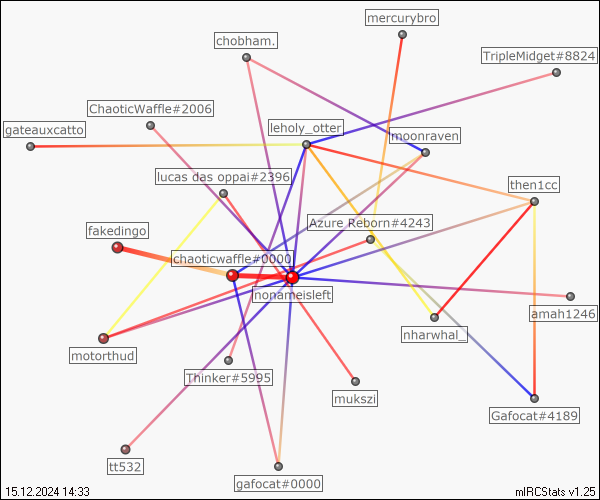 mercurybro
chobham.
TripleMidget#8824
ChaoticWaffle#2006
gateauxcatto
leholy_otter
moonraven
lucas das oppai#2396
then1cc
Azure Reborn#4243
fakedingo
chaoticwaffle#0000
nonameisleft
amah1246
nharwhal_
motorthud
Thinker#5995
mukszi
Gafocat#4189
tt532
gafocat#0000
15.12.2024 14:33
mIRCStats v1.25